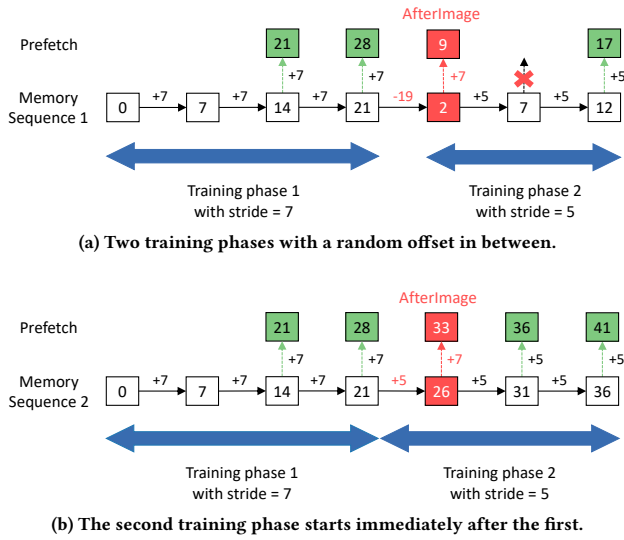 AfterImage
Prefetch 21 28 9 17
+7 +7 +7 +5
Memory
Sequence 1
+7 +7 +7 -19 +5 +5
0 7 14 21 2 7 12
Training phase 1
with stride = 7
Training phase 2
with stride = 5
(a) Two training phases with a random offset in between.
AfterImage
Prefetch 21 28 33 36 41
+7 +7 +7 +5 +5
Memory
Sequence 2
+7 +7 +7 +5 +5 +5
0 7 14 21 26 31 36
Training phase 1
with stride = 7
Training phase 2
with stride = 5
(b) The second training phase starts immediately after the first.